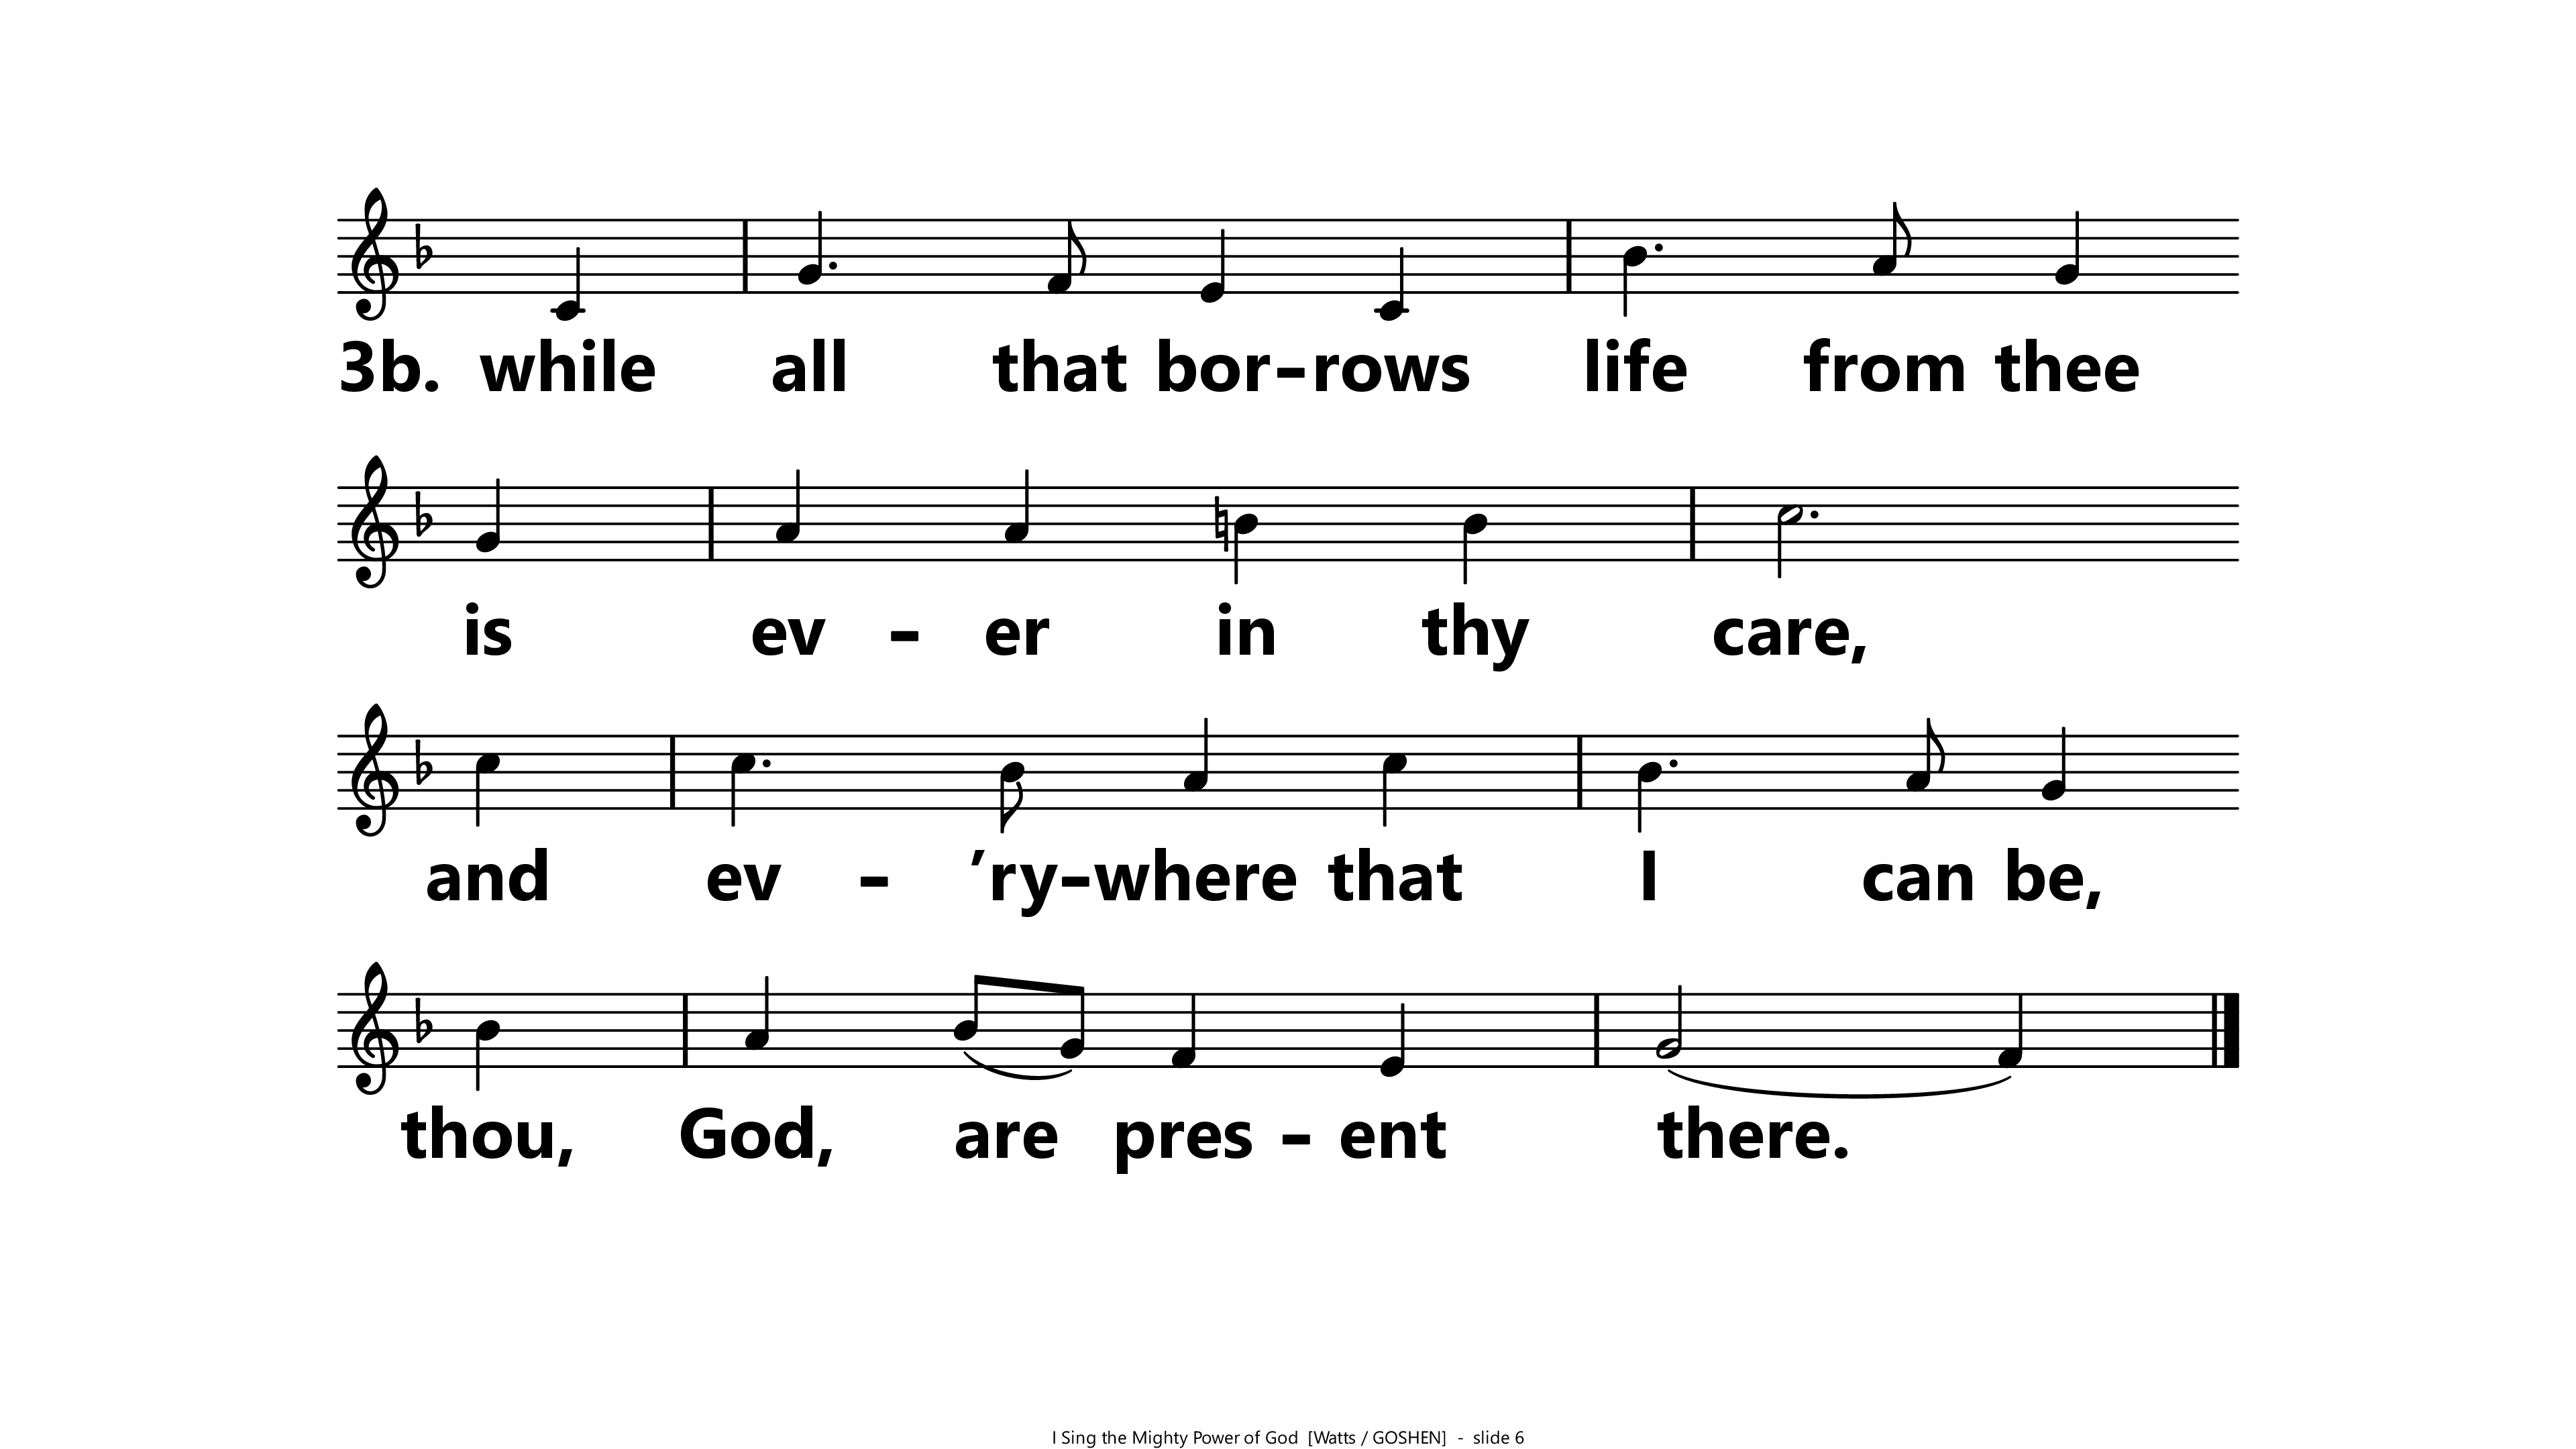 3b. while all that bor-rows life from thee
is ev - er in thy care,
and ev - ’ry-where that I can be,
thou, God, are pres - ent there.
I Sing the Mighty Power of God [Watts / GOSHEN] - slide 6